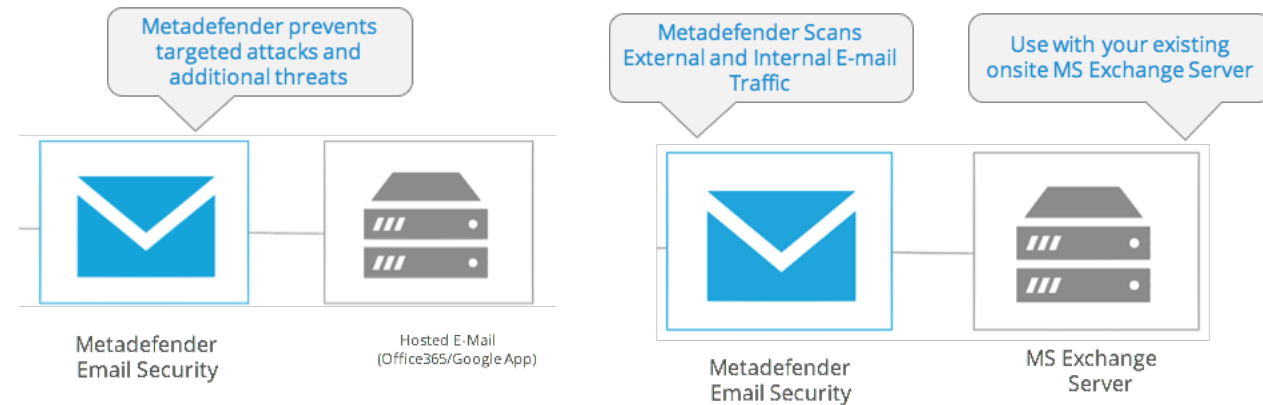 Metadefender prevents
targeted attacks and
additional threats
Metadefender
Email Security
Hosted E-Mail
(Office365/Google App)
Metadefender Scans
External and Internal E-mail
Traffic
Use with your existing
onsite MS Exchange Server
Metadefender
Email Security
MS Exchange
Server